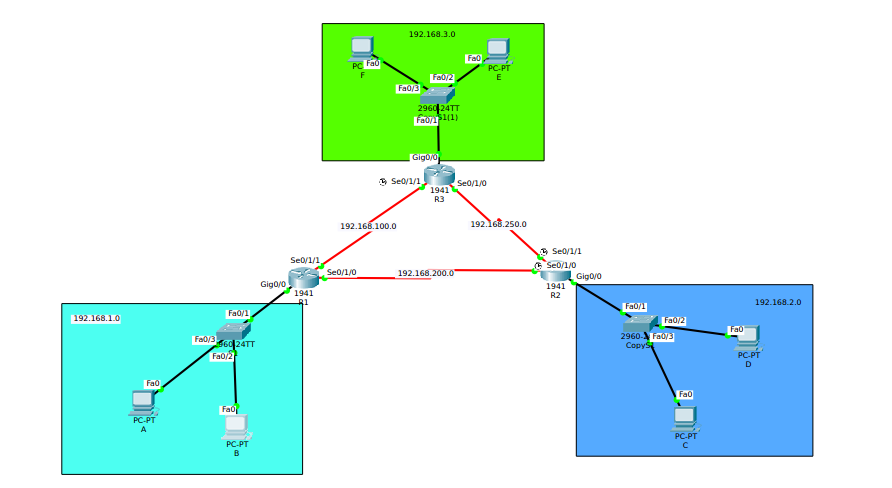 192.168.3.0
PC-PT
F
Fa0
Fa0/3
Fa0/2
Fa0
PC-PT
E
2960-24TT
CopyS1(1)
Fa0/1
Gig0/0
Se0/1/1
Se0/1/0
1941
R3
192.168.100.0
192.168.250.0
Se0/1/1
Se0/1/0
1941
R2
Gig0/0
Se0/1/1
Se0/1/0
192.168.200.0
Gig0/0
1941
R1
192.168.1.0
Fa0/1
Fa0/3
2960-24TT
Fa0/2
Fa0
PC-PT
A
Fa0
PC-PT
B
192.168.2.0
Fa0/1
Fa0/2
2960-2
CopyS1
Fa0/3
Fa0
PC-PT
D
Fa0
PC-PT
C